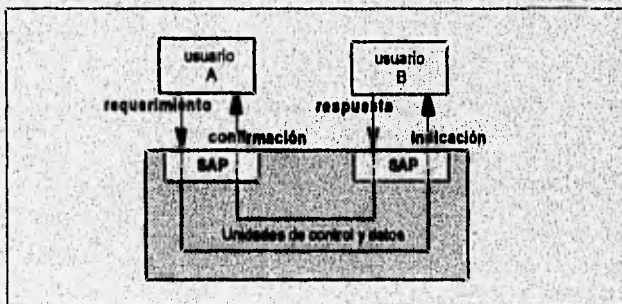 usuario
A
usuario
B
requerimiento
respuesta
confirmación
indicación
SAP
SAP
Unidades de control y datos